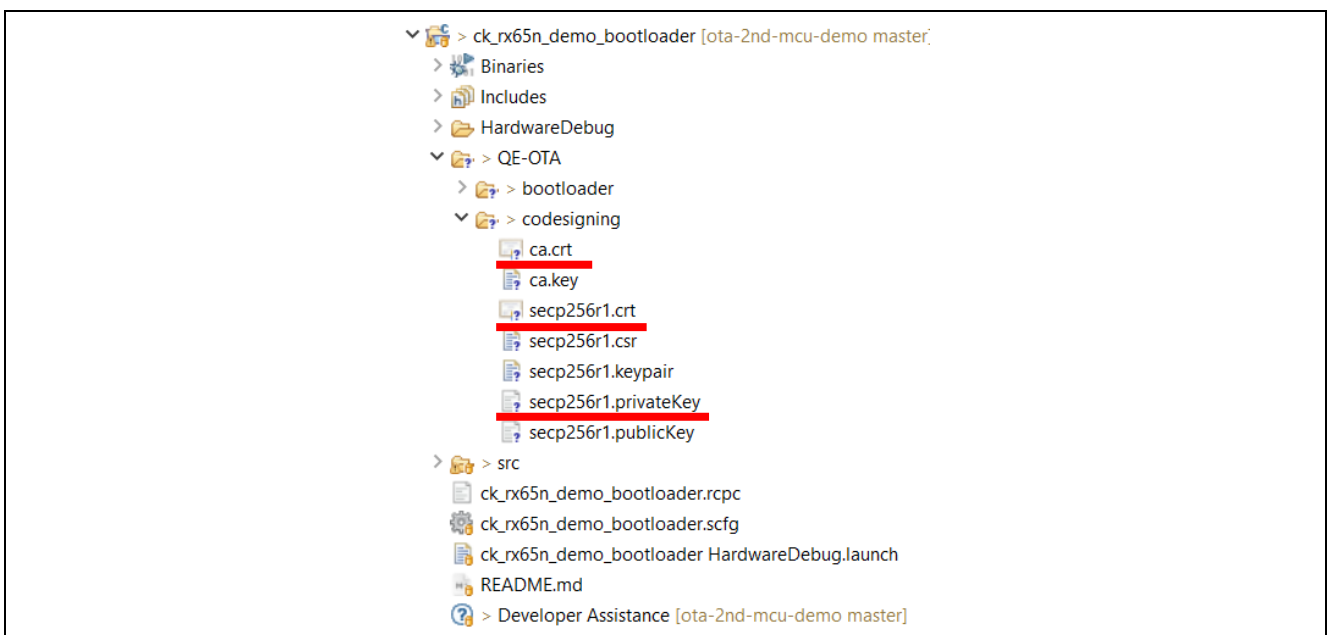 > ck_rx65n_demo_bootloader [ota-2nd-mcu-demo master]
Binaries
Includes
HardwareDebug
> QE-OTA
> bootloader
> codesigning
ca.crt
ca.key
secp256r1.crt
secp256r1.csr
secp256r1.keypair
secp256r1.privateKey
secp256r1.publicKey
> src
ck_rx65n_demo_bootloader.rcpc
ck_rx65n_demo_bootloader.scfg
ck_rx65n_demo_bootloader HardwareDebug.launch
README.md
> Developer Assistance [ota-2nd-mcu-demo master]